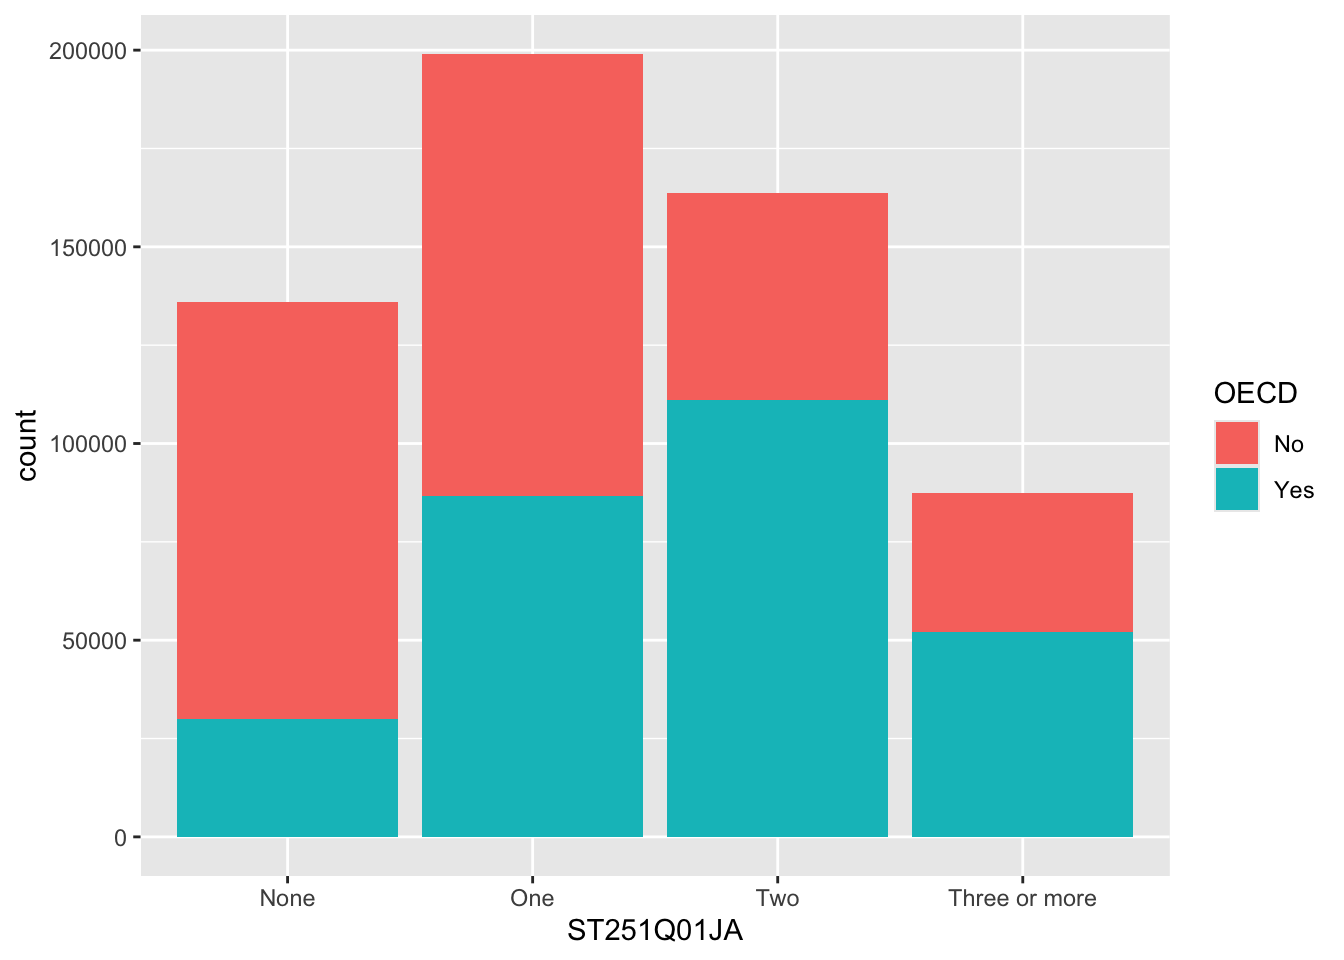 200000
150000
100000
50000
0
count
None One Two Three or more
ST251Q01JA
OECD
No
Yes